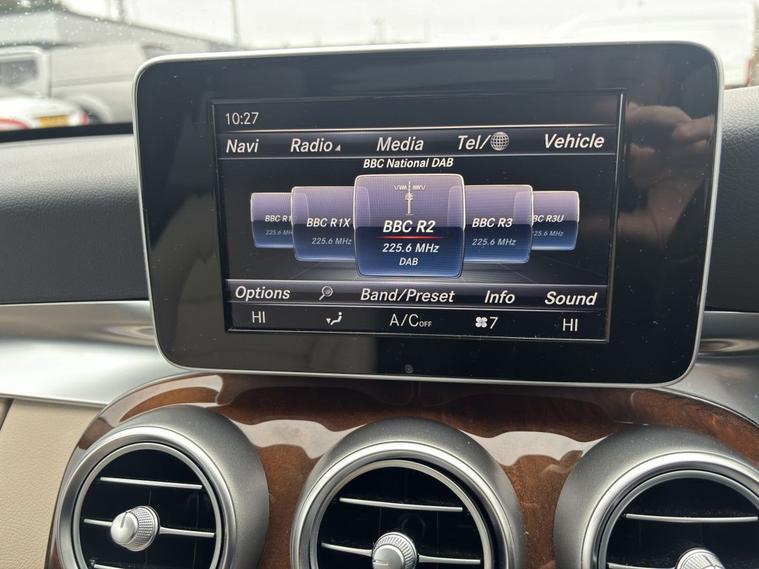 10:27
Navi Radio Media Tel/ Vehicle
BBC National DAB
BBC R1 BBC R1X BBC R2 BBC R3 BBC R3U
225.6 MHz 225.6 MHz 225.6 MHz 225.6
DAB
Options Band/Preset Info Sound
HI A/C OFF 7 HI